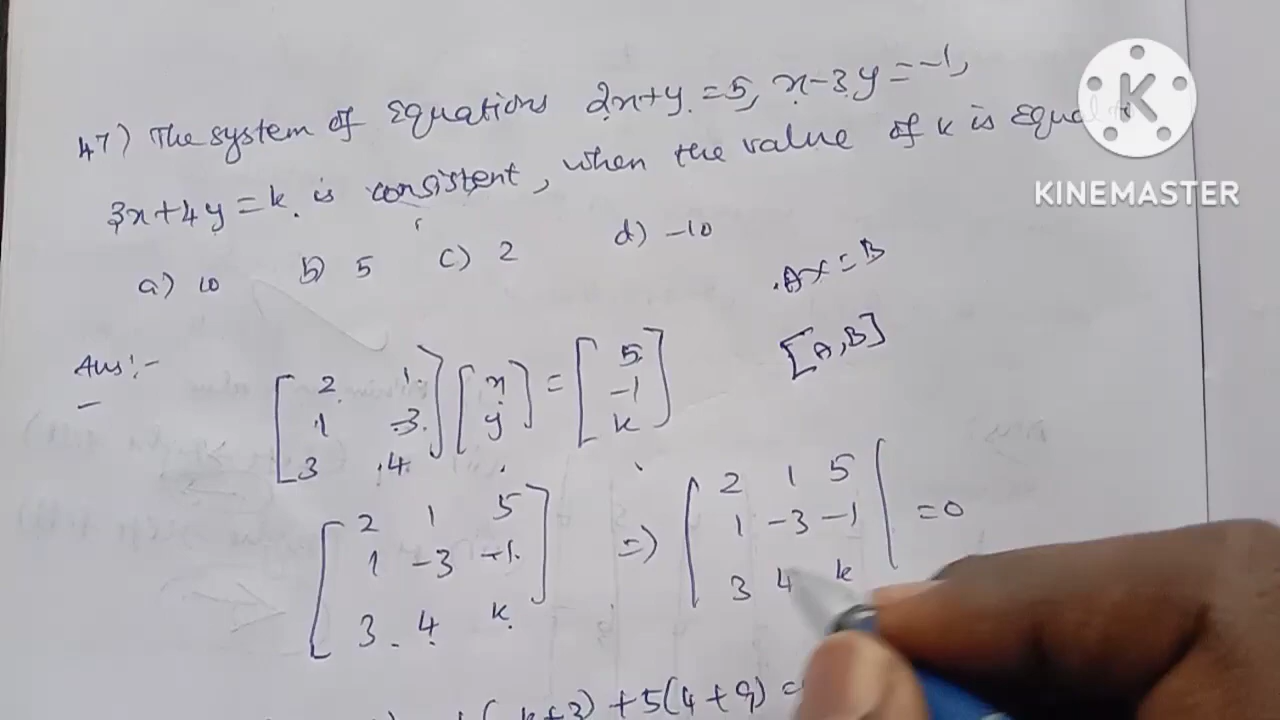 47) The system of Equations 2x+y=5, x-3y=-1,
3x+4y=k is consistent, when the value of k is Equal to
a) 10 b) 5 c) 2 d) -10
AX=B
[A,B]
Ans:-
[2 1 [x = [5
1 -3 y] -1
3 4] k]
[2 1 5 => [2 1 5
1 -3 -1 1 -3 -1 | =0
3 4 k] 3 4 k
(k+3) +5(4+9) =
K
KINEMASTER